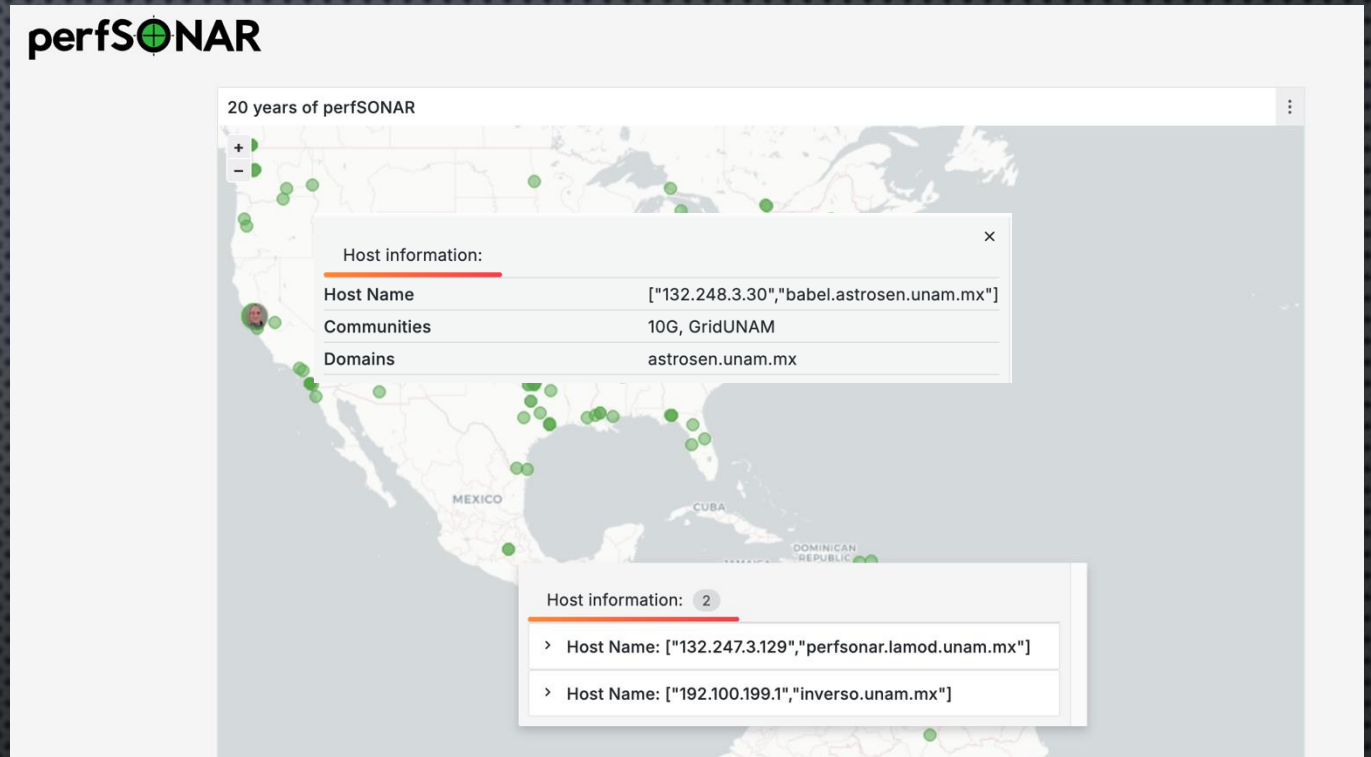 perfSONAR
20 years of perfSONAR
+
−
Host information:
×
Host Name ["132.248.3.30","babel.astrosen.unam.mx"]
Communities 10G, GridUNAM
Domains astrosen.unam.mx
MEXICO
CUBA
DOMINICAN
REPUBLIC
JAMAICA
Host information: 2
Host Name: ["132.247.3.129","perfsonar.lamod.unam.mx"]
Host Name: ["192.100.199.1","inverso.unam.mx"]